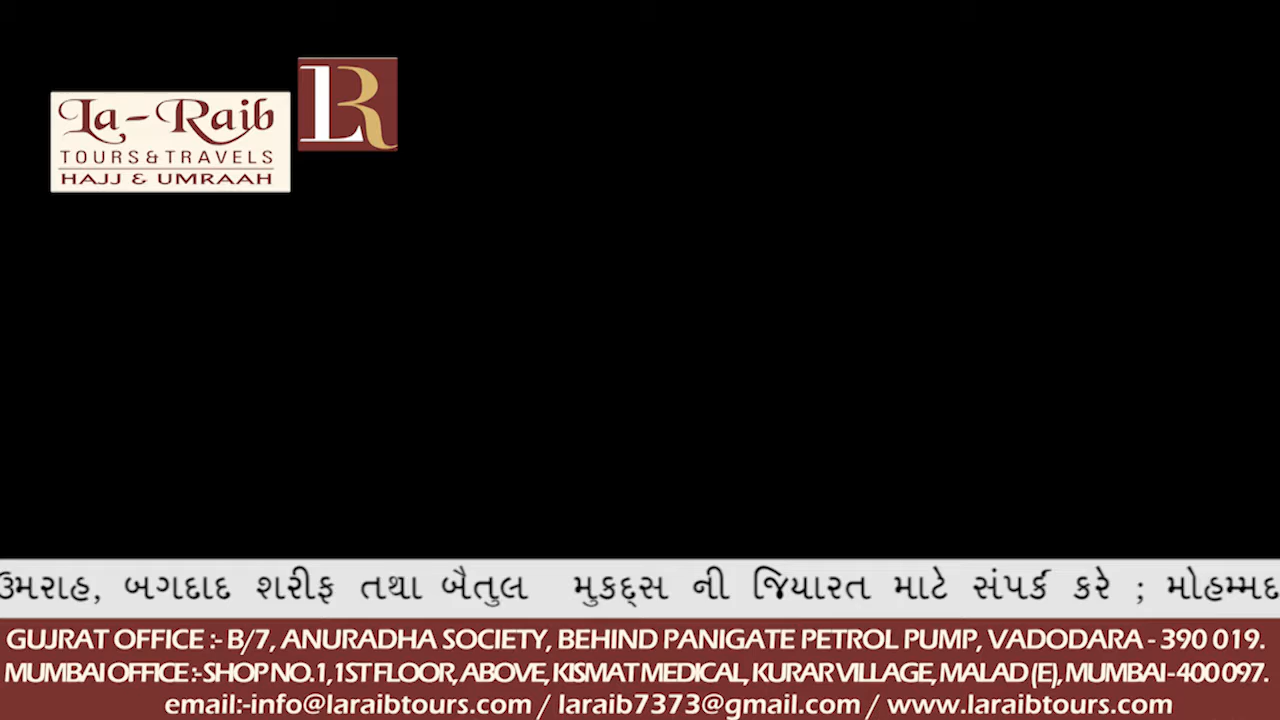 La-Raib
TOURS & TRAVELS
HAJJ & UMRAAH
LR
ઉમરાહ, બગદાદ શરીફ તથા બૈતુલ મુકદ્દસ ની જિયારત માટે સંપર્ક કરે ; મોહમ્મદ
GUJRAT OFFICE :- B/7, ANURADHA SOCIETY, BEHIND PANIGATE PETROL PUMP, VADODARA - 390 019.
MUMBAI OFFICE :- SHOP NO. 1, 1ST FLOOR, ABOVE, KISMAT MEDICAL, KURAR VILLAGE, MALAD (E), MUMBAI - 400 097.
email:-info@laraibtours.com / laraib7373@gmail.com / www.laraibtours.com